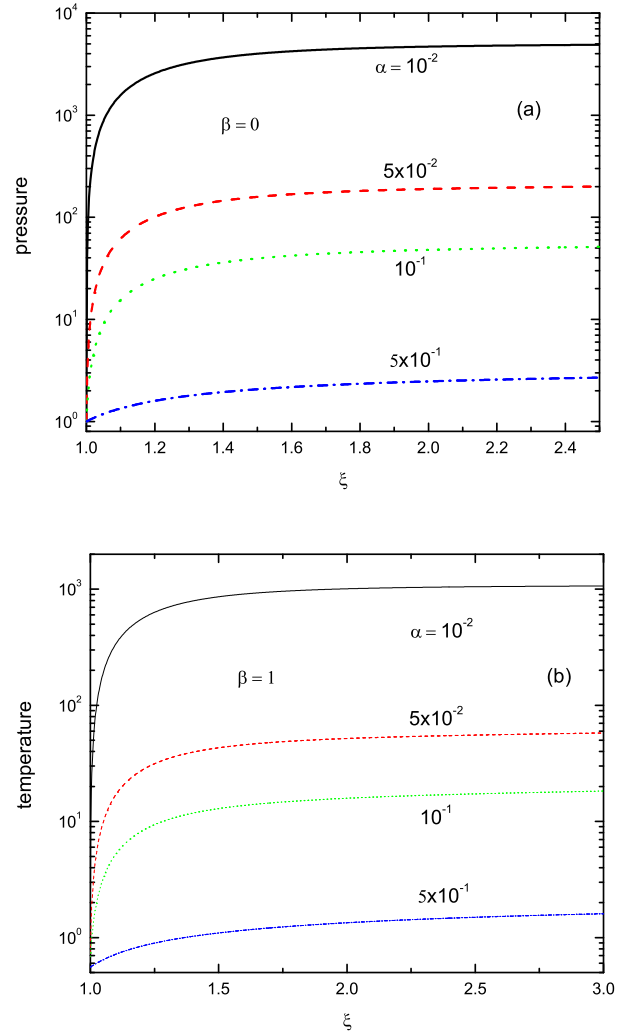 10⁴
α = 10⁻²
(a)
10³
β = 0
5x10⁻²
pressure
10²
10⁻¹
10¹
5x10⁻¹
10⁰
1.0 1.2 1.4 1.6 1.8 2.0 2.2 2.4
ξ
10³
α = 10⁻²
β = 1
(b)
10²
5x10⁻²
temperature
10¹
10⁻¹
5x10⁻¹
10⁰
1.0 1.5 2.0 2.5 3.0
ξ